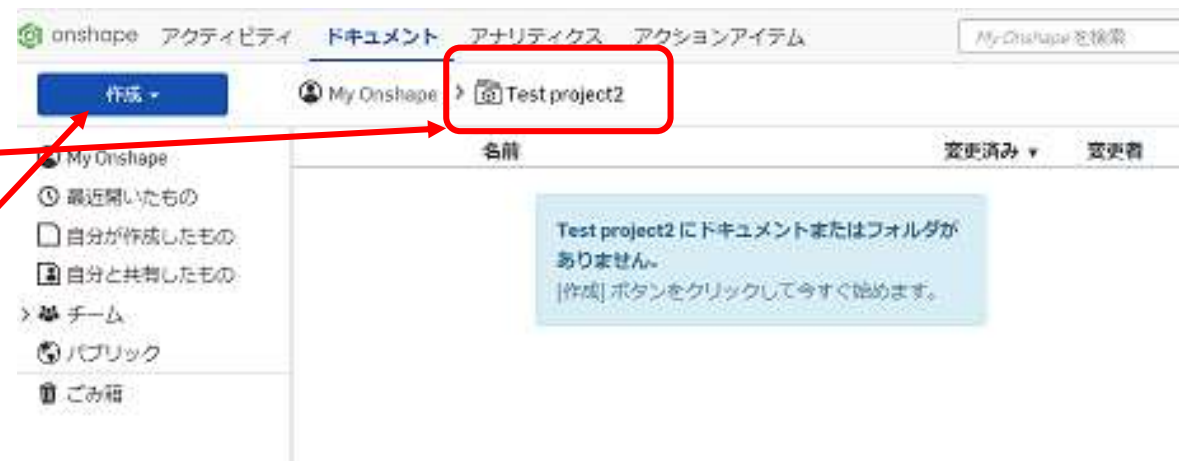 onshape アクティビティ ドキュメント アナリティクス アクションアイテム My Onshape を検索
作成 My Onshape > Test project2
名前 変更済み 変更者
My Onshape
最近開いたもの
自分が作成したもの
自分と共有したもの
チーム
パブリック
ごみ箱
Test project2 にドキュメントまたはフォルダが
ありません。
[作成] ボタンをクリックして今すぐ始めます。